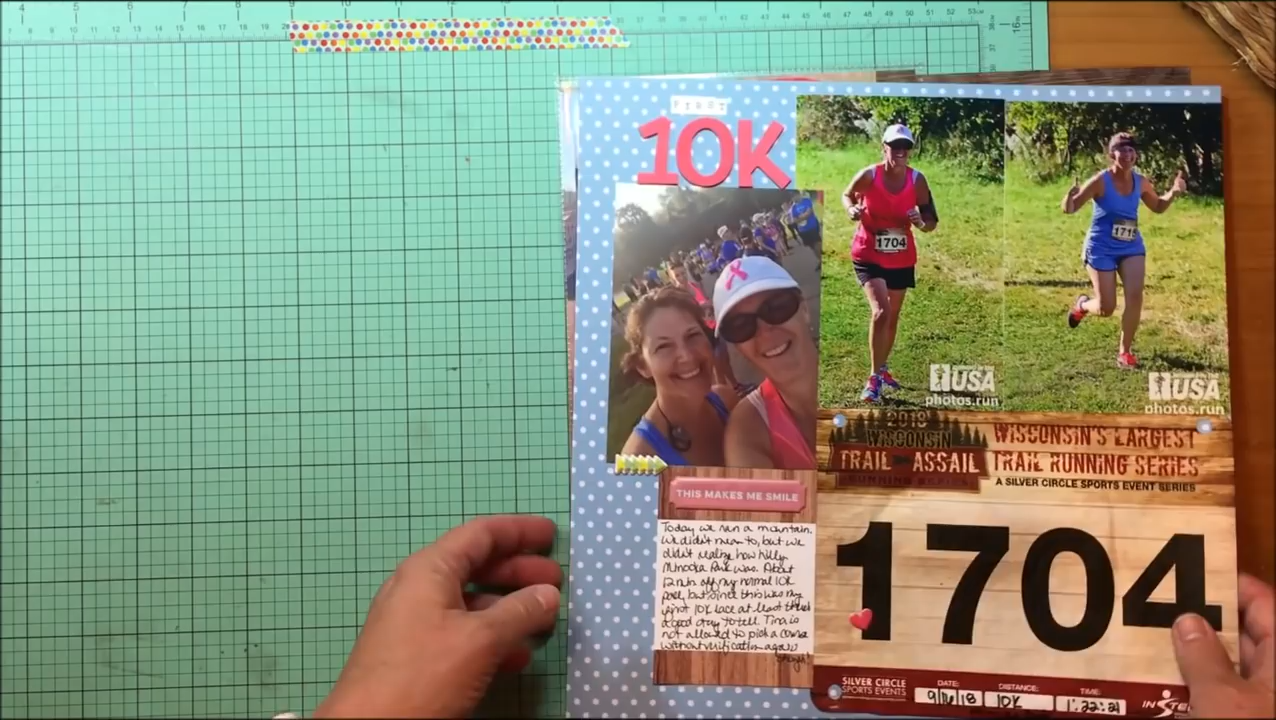 FIRST
10K
1704
1715
USA
photos.run
USA
photos.run
2018
WISCONSIN
TRAIL ASSAIL
RUNNING SERIES
WISCONSIN'S LARGEST
TRAIL RUNNING SERIES
A SILVER CIRCLE SPORTS EVENT SERIES
1704
THIS MAKES ME SMILE
Today we ran a mountain.
We didn't mean to, but we
didn't realize how hilly
Minooka Park was. About
12 min off my normal 10K
pace, but since this was my
first 10K race at least there's
a good story to tell. Tina is
not allowed to pick a course
without verification again
SILVER CIRCLE
SPORTS EVENTS
DATE: DISTANCE: TIME:
9/16/18 10K 1:22:21